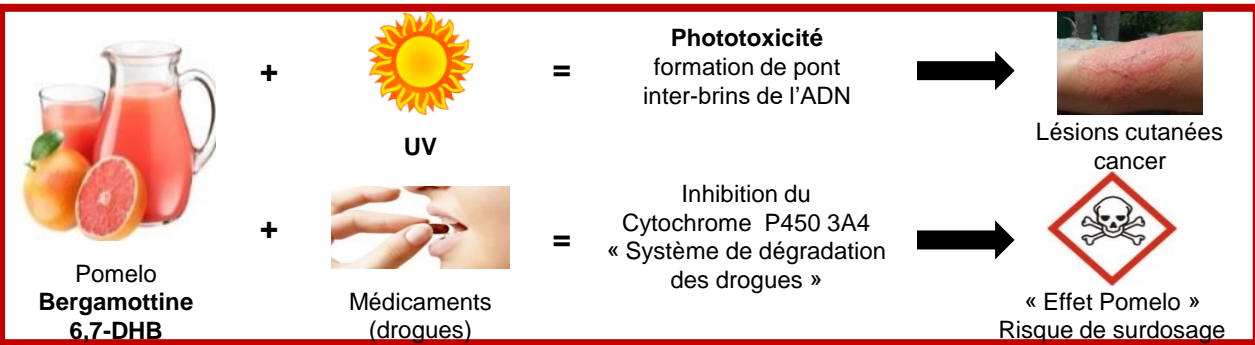 +
=
Phototoxicité
formation de pont
inter-brins de l'ADN
UV
Lésions cutanées
cancer
+
=
Inhibition du
Cytochrome P450 3A4
« Système de dégradation
des drogues »
Pomelo
Bergamottine
6,7-DHB
Médicaments
(drogues)
« Effet Pomelo »
Risque de surdosage